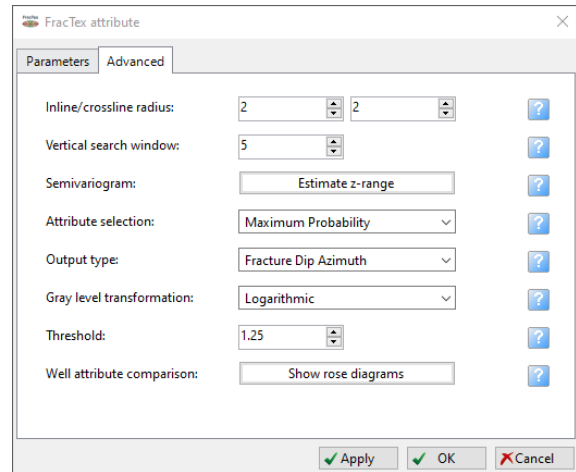 FracTex attribute
Parameters Advanced
Inline/crossline radius: 2 2 ?
Vertical search window: 5 ?
Semivariogram: Estimate z-range ?
Attribute selection: Maximum Probability ?
Output type: Fracture Dip Azimuth ?
Gray level transformation: Logarithmic ?
Threshold: 1.25 ?
Well attribute comparison: Show rose diagrams ?
Apply OK Cancel